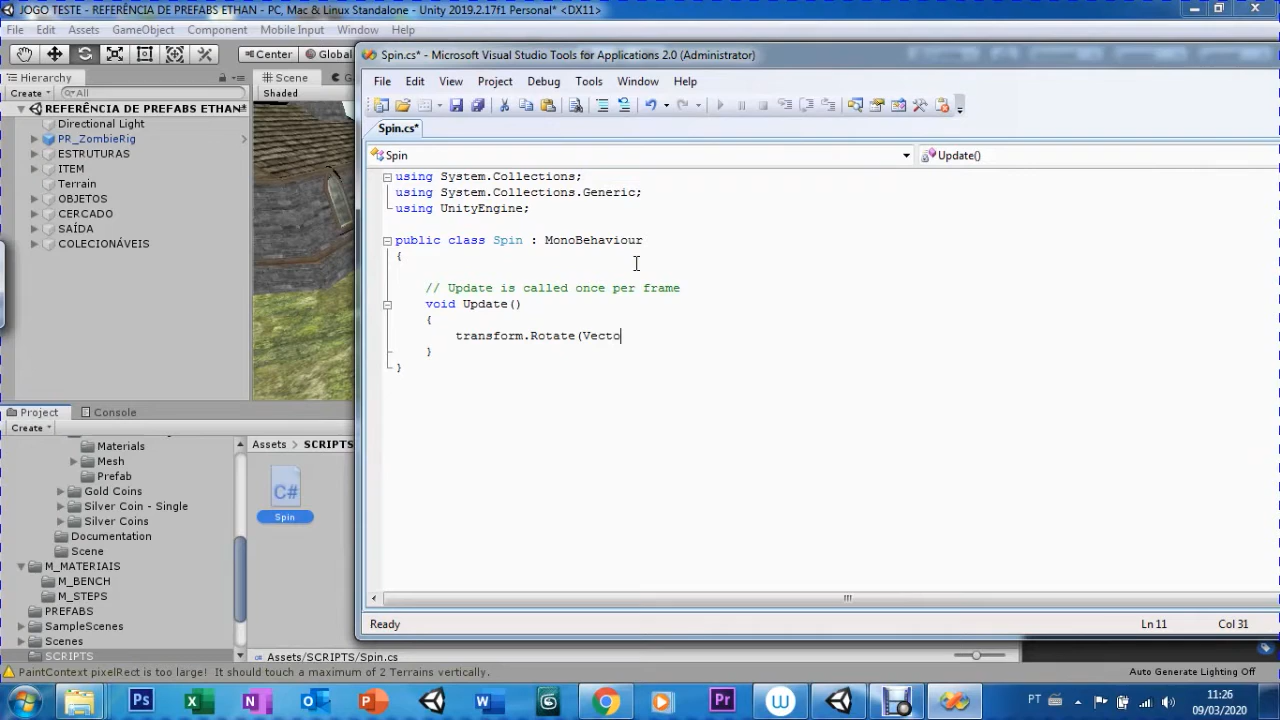 JOGO TESTE - REFERÊNCIA DE PREFABS ETHAN - PC, Mac & Linux Standalone - Unity 2019.2.17f1 Personal* <DX11>
File Edit Assets GameObject Component Mobile Input Window Help
Center Global
Spin.cs* - Microsoft Visual Studio Tools for Applications 2.0 (Administrator)
File Edit View Project Debug Tools Window Help
Hierarchy
Create All
REFERÊNCIA DE PREFABS ETHAN*
Directional Light
PR_ZombieRig
ESTRUTURAS
ITEM
Terrain
OBJETOS
CERCADO
SAÍDA
COLECIONÁVEIS
Scene G
Shaded
Spin.cs*
Spin Update()
using System.Collections;
using System.Collections.Generic;
using UnityEngine;
public class Spin : MonoBehaviour
{
// Update is called once per frame
void Update()
{
transform.Rotate(Vecto
}
}
Ready Ln 11 Col 31
Project Console
Create
Materials
Mesh
Prefab
Gold Coins
Silver Coin - Single
Silver Coins
Documentation
Scene
M_MATERIAIS
M_BENCH
M_STEPS
PREFABS
SampleScenes
Scenes
SCRIPTS
Assets > SCRIPTS
C#
Spin
Assets/SCRIPTS/Spin.cs
PaintContext pixelRect is too large! It should touch a maximum of 2 Terrains vertically.
Auto Generate Lighting Off
Ps Pr W
PT 11:26
09/03/2020